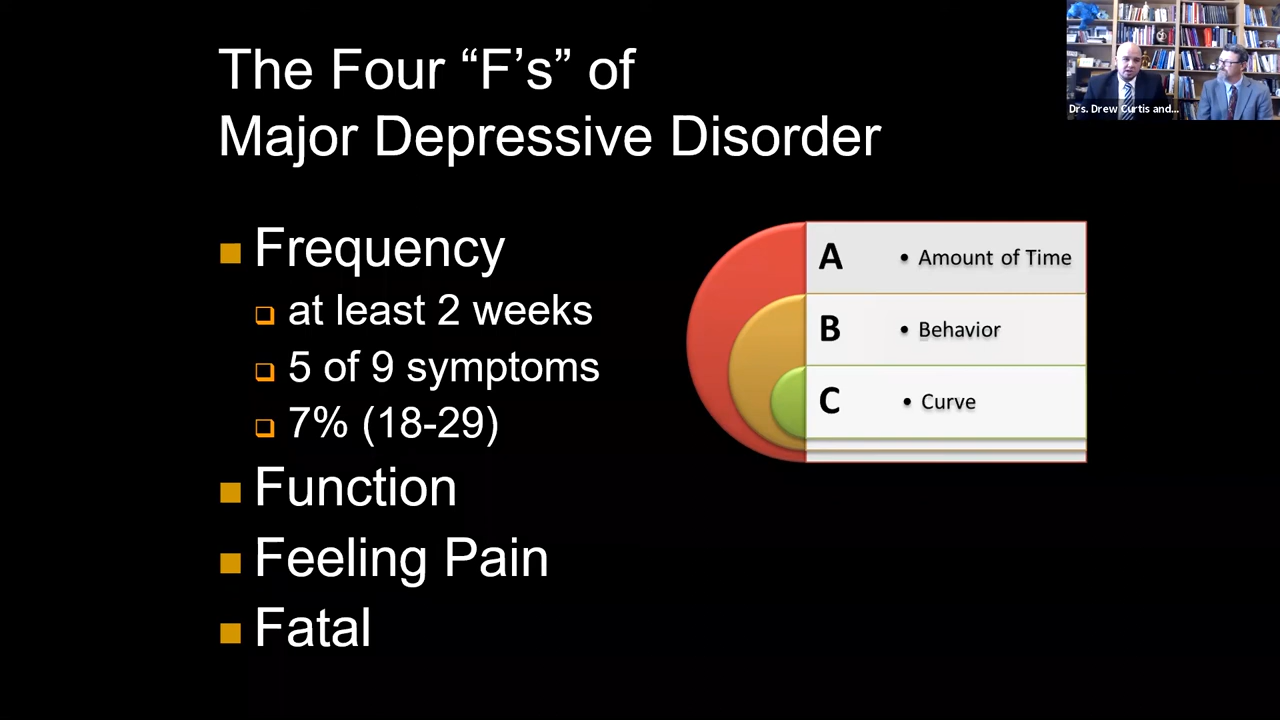 The Four “F’s” of
Major Depressive Disorder
Drs. Drew Curtis and...
Frequency
at least 2 weeks
5 of 9 symptoms
7% (18-29)
Function
Feeling Pain
Fatal
A • Amount of Time
B • Behavior
C • Curve